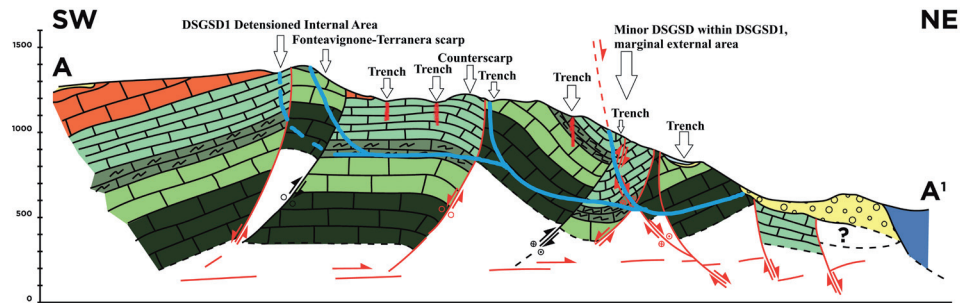 SW
NE
DSGSD1 Detensioned Internal Area
Fonteavignone-Terranera scarp
Minor DSGSD within DSGSD1,
marginal external area
Counterscarp
Trench
Trench
Trench
Trench
Trench
Trench
A
A¹
1500
1000
500
0
?